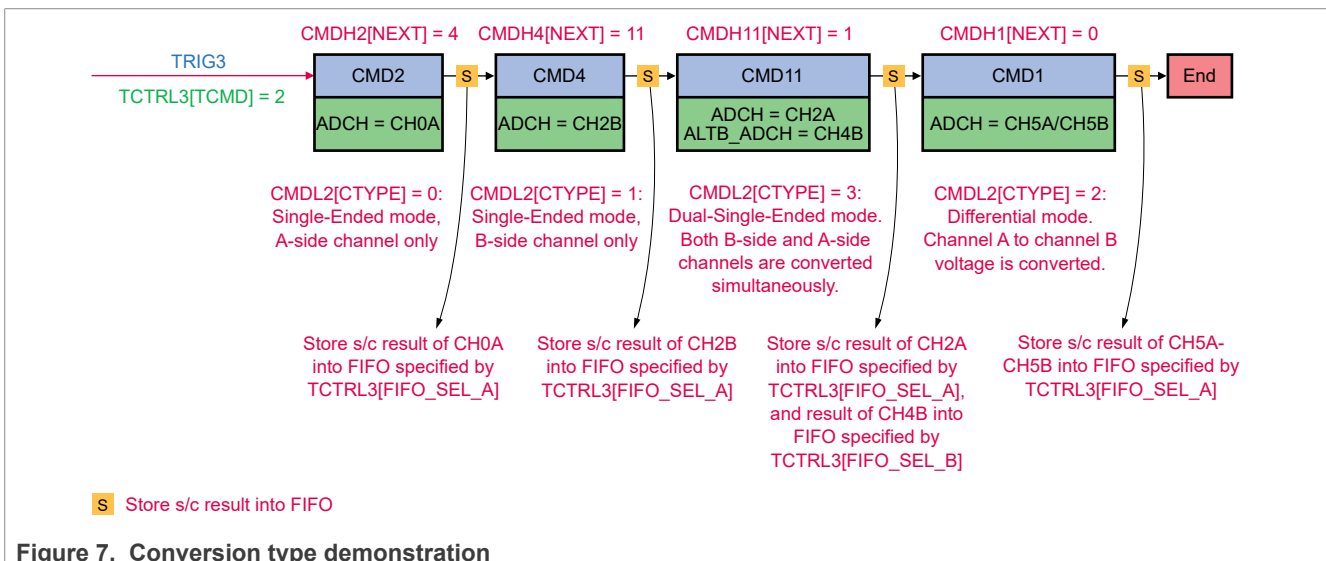 CMDH2[NEXT] = 4
CMDH4[NEXT] = 11
CMDH11[NEXT] = 1
CMDH1[NEXT] = 0
TRIG3
TCTRL3[TCMD] = 2
CMD2
S
CMD4
S
CMD11
S
CMD1
S
End
ADCH = CH0A
ADCH = CH2B
ADCH = CH2A
ALTB_ADCH = CH4B
ADCH = CH5A/CH5B
CMDL2[CTYPE] = 0:
Single-Ended mode,
A-side channel only
CMDL2[CTYPE] = 1:
Single-Ended mode,
B-side channel only
CMDL2[CTYPE] = 3:
Dual-Single-Ended mode.
Both B-side and A-side
channels are converted
simultaneously.
CMDL2[CTYPE] = 2:
Differential mode.
Channel A to channel B
voltage is converted.
Store s/c result of CH0A
into FIFO specified by
TCTRL3[FIFO_SEL_A]
Store s/c result of CH2B
into FIFO specified by
TCTRL3[FIFO_SEL_A]
Store s/c result of CH2A
into FIFO specified by
TCTRL3[FIFO_SEL_A],
and result of CH4B into
FIFO specified by
TCTRL3[FIFO_SEL_B]
Store s/c result of CH5A-
CH5B into FIFO specified by
TCTRL3[FIFO_SEL_A]
S Store s/c result into FIFO
Figure 7. Conversion type demonstration